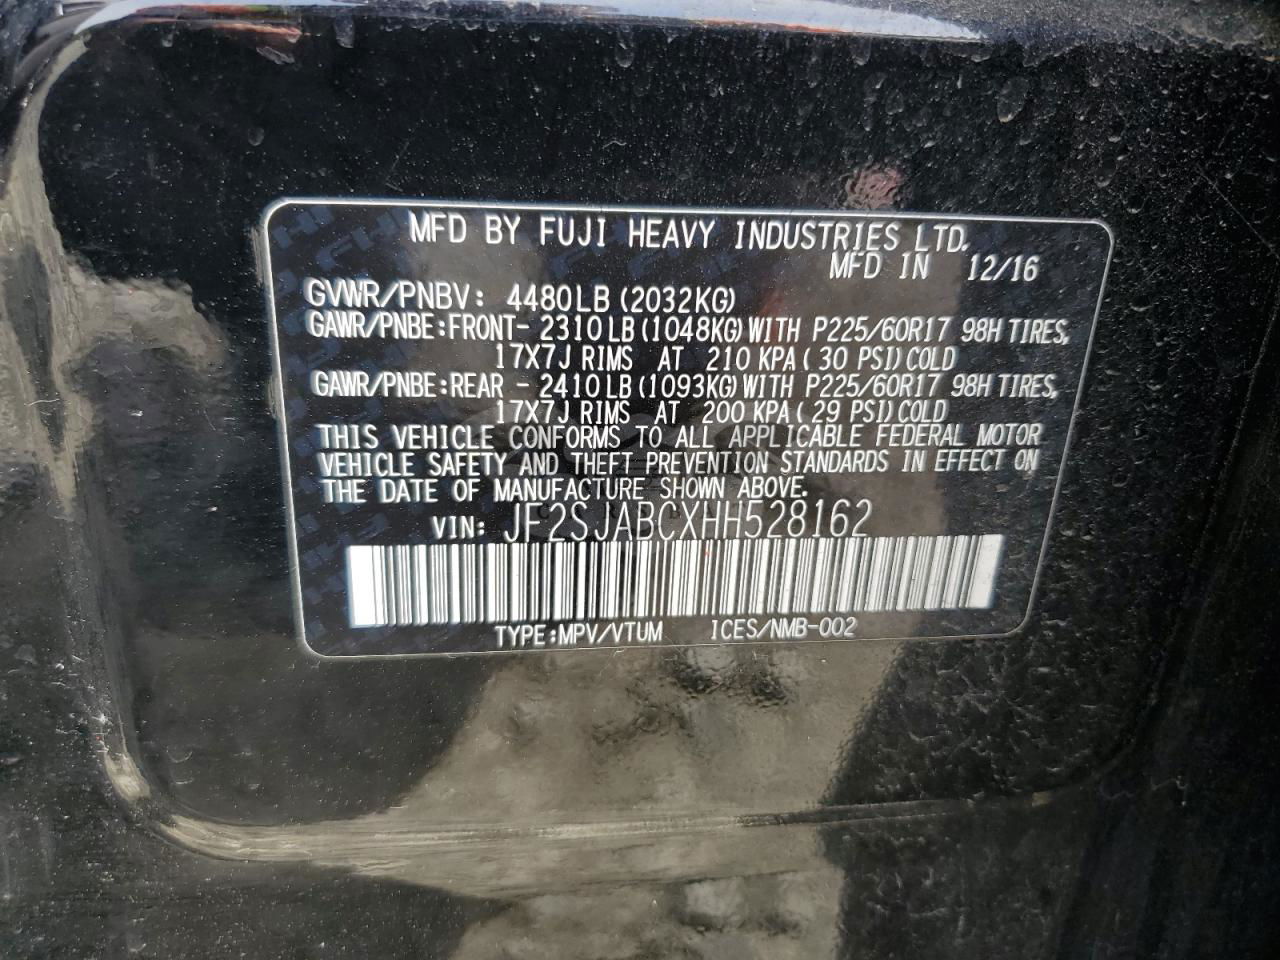 MFD BY FUJI HEAVY INDUSTRIES LTD.
MFD IN 12/16
GVWR/PNBV: 4480LB (2032KG)
GAWR/PNBE:FRONT- 2310LB (1048KG) WITH P225/60R17 98H TIRES,
17X7J RIMS AT 210 KPA (30 PSI) COLD
GAWR/PNBE:REAR - 2410LB (1093KG) WITH P225/60R17 98H TIRES,
17X7J RIMS AT 200 KPA (29 PSI) COLD
THIS VEHICLE CONFORMS TO ALL APPLICABLE FEDERAL MOTOR
VEHICLE SAFETY AND THEFT PREVENTION STANDARDS IN EFFECT ON
THE DATE OF MANUFACTURE SHOWN ABOVE.
VIN: JF2SJABCXHH528162
TYPE:MPV/VTUM ICES/NMB-002